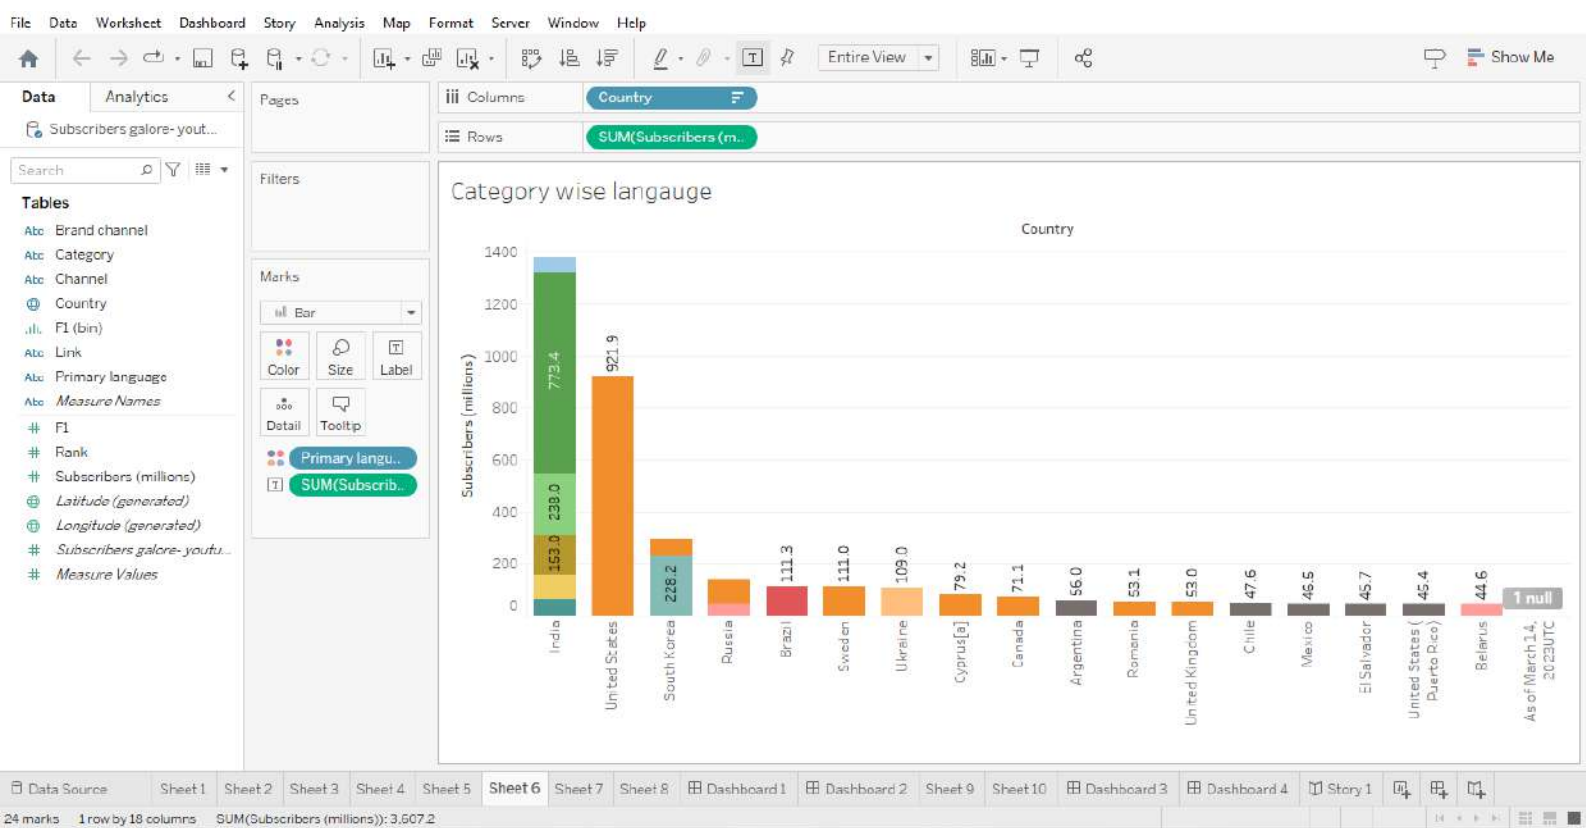 File Data Worksheet Dashboard Story Analysis Map Format Server Window Help
Entire View
Show Me
Data Analytics
Pages
Columns Country
Subscribers galore- yout...
Rows SUM(Subscribers (m..
Search
Filters
Tables
Abc Brand channel
Abc Category
Abc Channel
Country
F1 (bin)
Abc Link
Abc Primary language
Abc Measure Names
F1
Rank
Subscribers (millions)
Latitude (generated)
Longitude (generated)
Subscribers galore- youtu...
Measure Values
Marks
Bar
Color Size Label
Detail Tooltip
Primary langu..
SUM(Subscrib..
Category wise langauge
Country
Subscribers (millions)
1400
1200
1000
800
600
400
200
0
773.4
238.0
153.0
921.9
228.2
111.3
111.0
109.0
79.2
71.1
56.0
53.1
53.0
47.6
46.5
45.7
45.4
44.6
1 null
India
United States
South Korea
Russia
Brazil
Sweden
Ukraine
Cyprus[a]
Canada
Argentina
Romania
United Kingdom
Chile
Mexico
El Salvador
United States (
Puerto Rico)
Belarus
As of March 14,
2023UTC
Data Source Sheet 1 Sheet 2 Sheet 3 Sheet 4 Sheet 5 Sheet 6 Sheet 7 Sheet 8 Dashboard 1 Dashboard 2 Sheet 9 Sheet 10 Dashboard 3 Dashboard 4 Story 1
24 marks 1 row by 18 columns SUM(Subscribers (millions)): 3,607.2